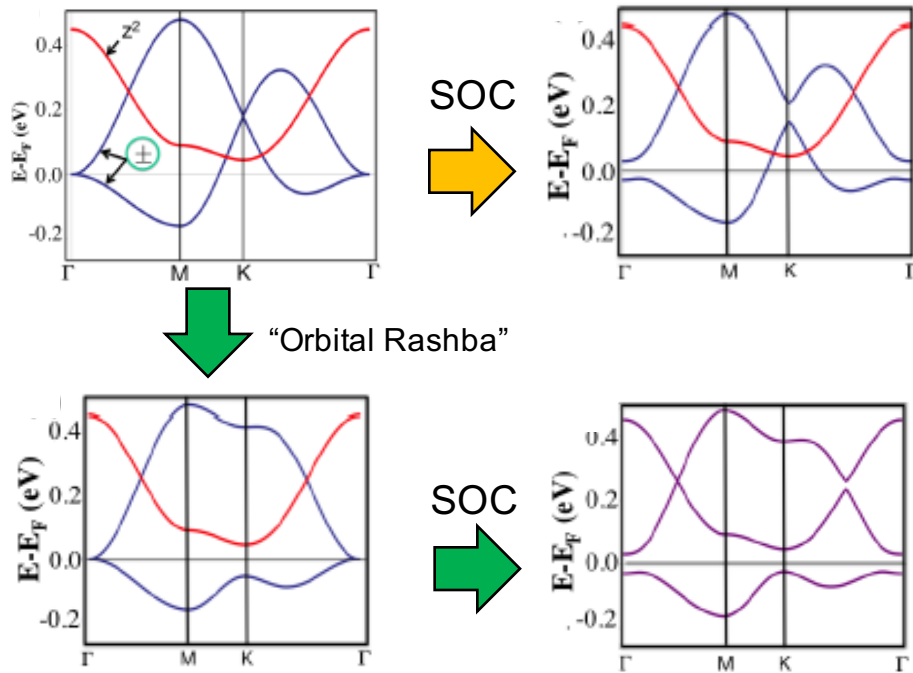 z²
±
E-E_F (eV)
0.4
0.2
0.0
-0.2
Γ M K Γ
SOC
E-E_F (eV)
0.4
0.2
0.0
-0.2
Γ M K Γ
“Orbital Rashba”
E-E_F (eV)
0.4
0.2
0.0
-0.2
Γ M K Γ
SOC
E-E_F (eV)
0.4
0.2
0.0
-0.2
Γ M K Γ